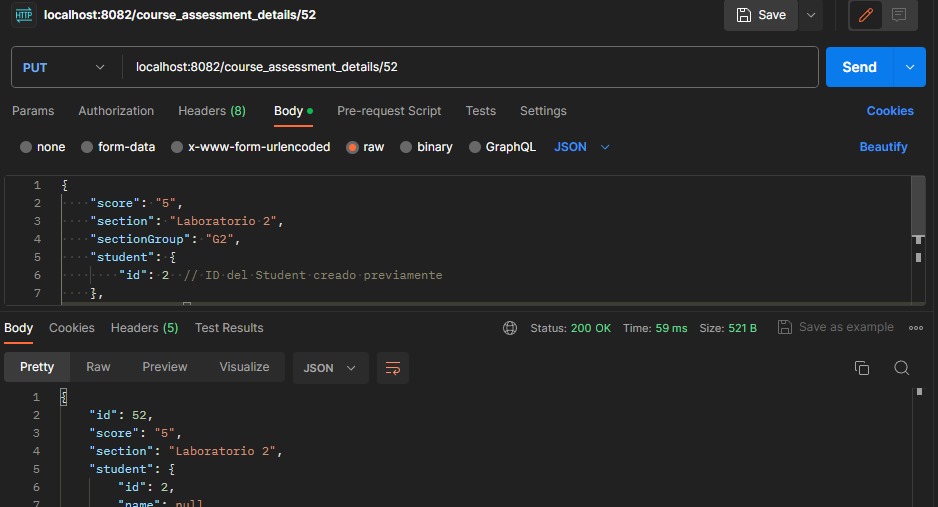 HTTP localhost:8082/course_assessment_details/52 Save
PUT localhost:8082/course_assessment_details/52 Send
Params Authorization Headers (8) Body Pre-request Script Tests Settings Cookies
none form-data x-www-form-urlencoded raw binary GraphQL JSON Beautify
1 {
2 "score": "5",
3 "section": "Laboratorio 2",
4 "sectionGroup": "G2",
5 "student": {
6 "id": 2 // ID del Student creado previamente
7 },
Body Cookies Headers (5) Test Results Status: 200 OK Time: 59 ms Size: 521 B Save as example
Pretty Raw Preview Visualize JSON
1 {
2 "id": 52,
3 "score": "5",
4 "section": "Laboratorio 2",
5 "student": {
6 "id": 2,
7 "name": null